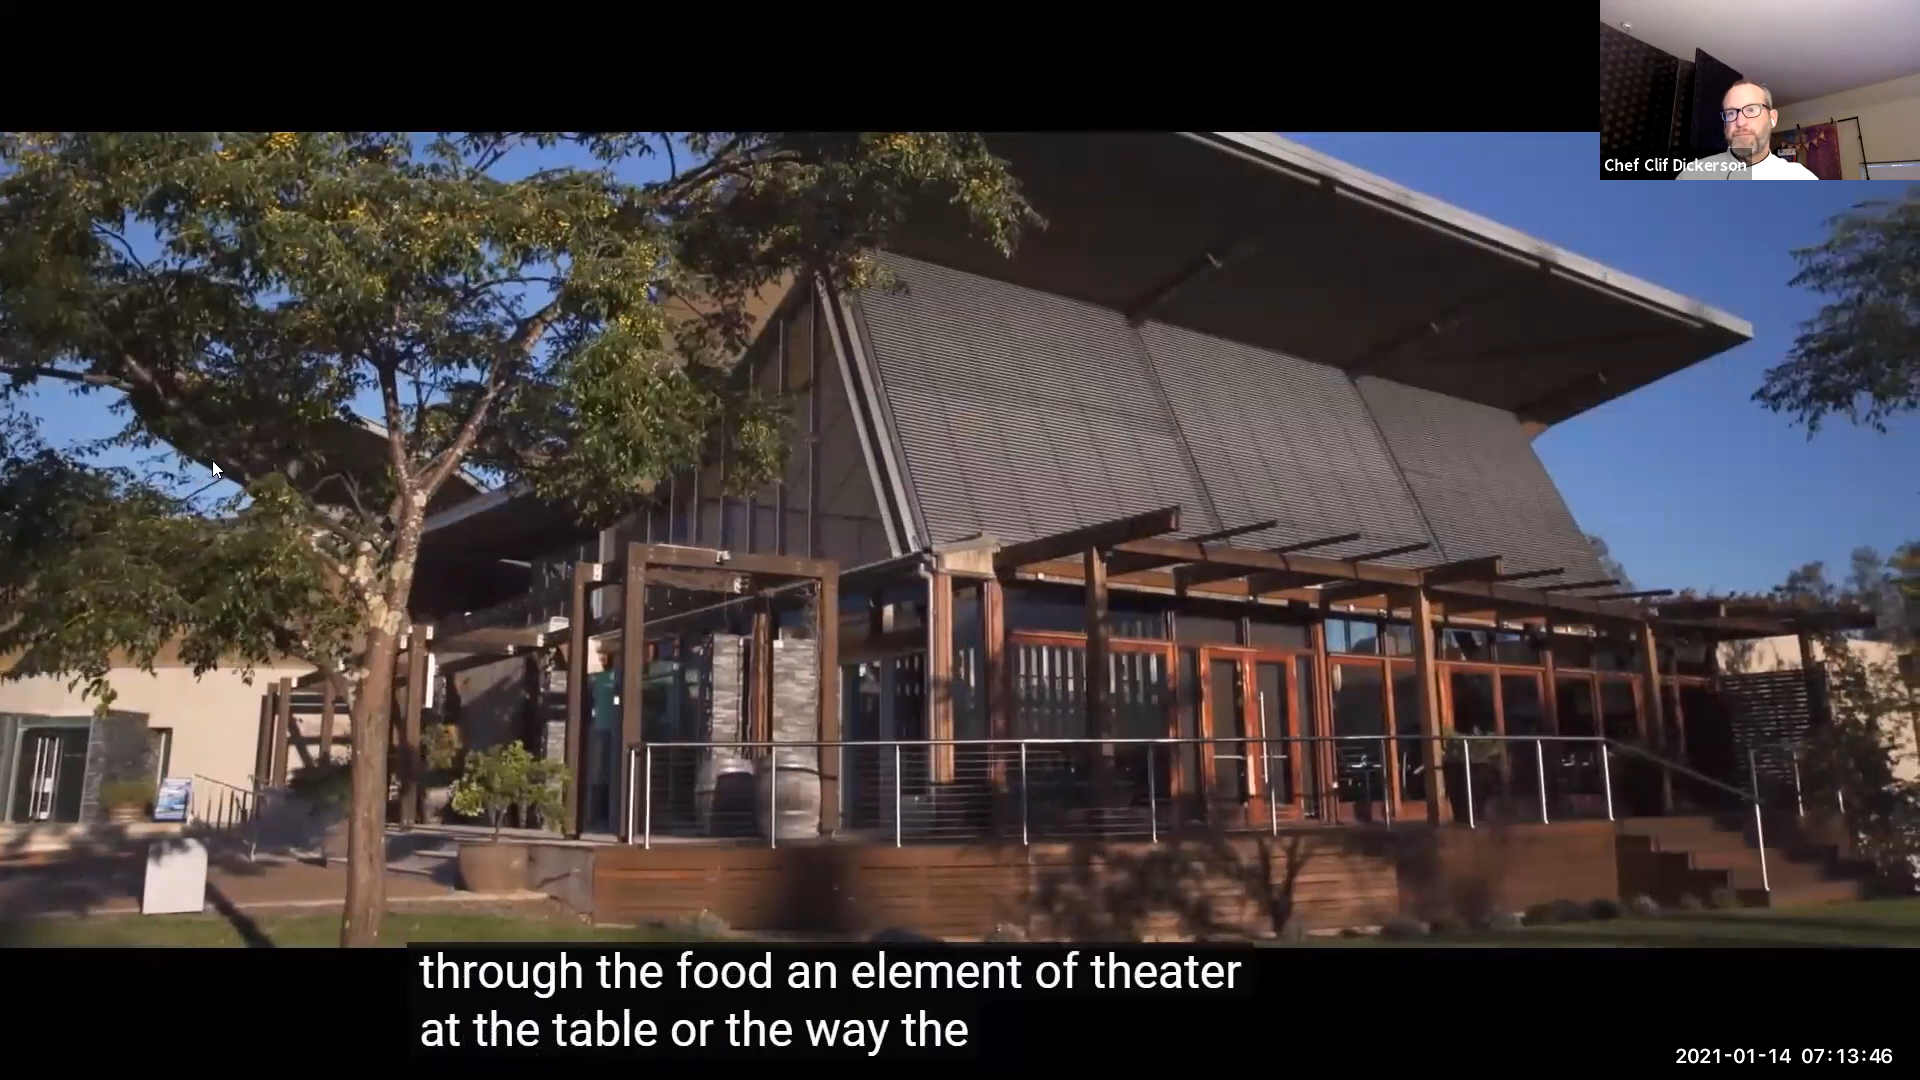 Chef Clif Dickerson
through the food an element of theater
at the table or the way the
2021-01-14 07:13:46